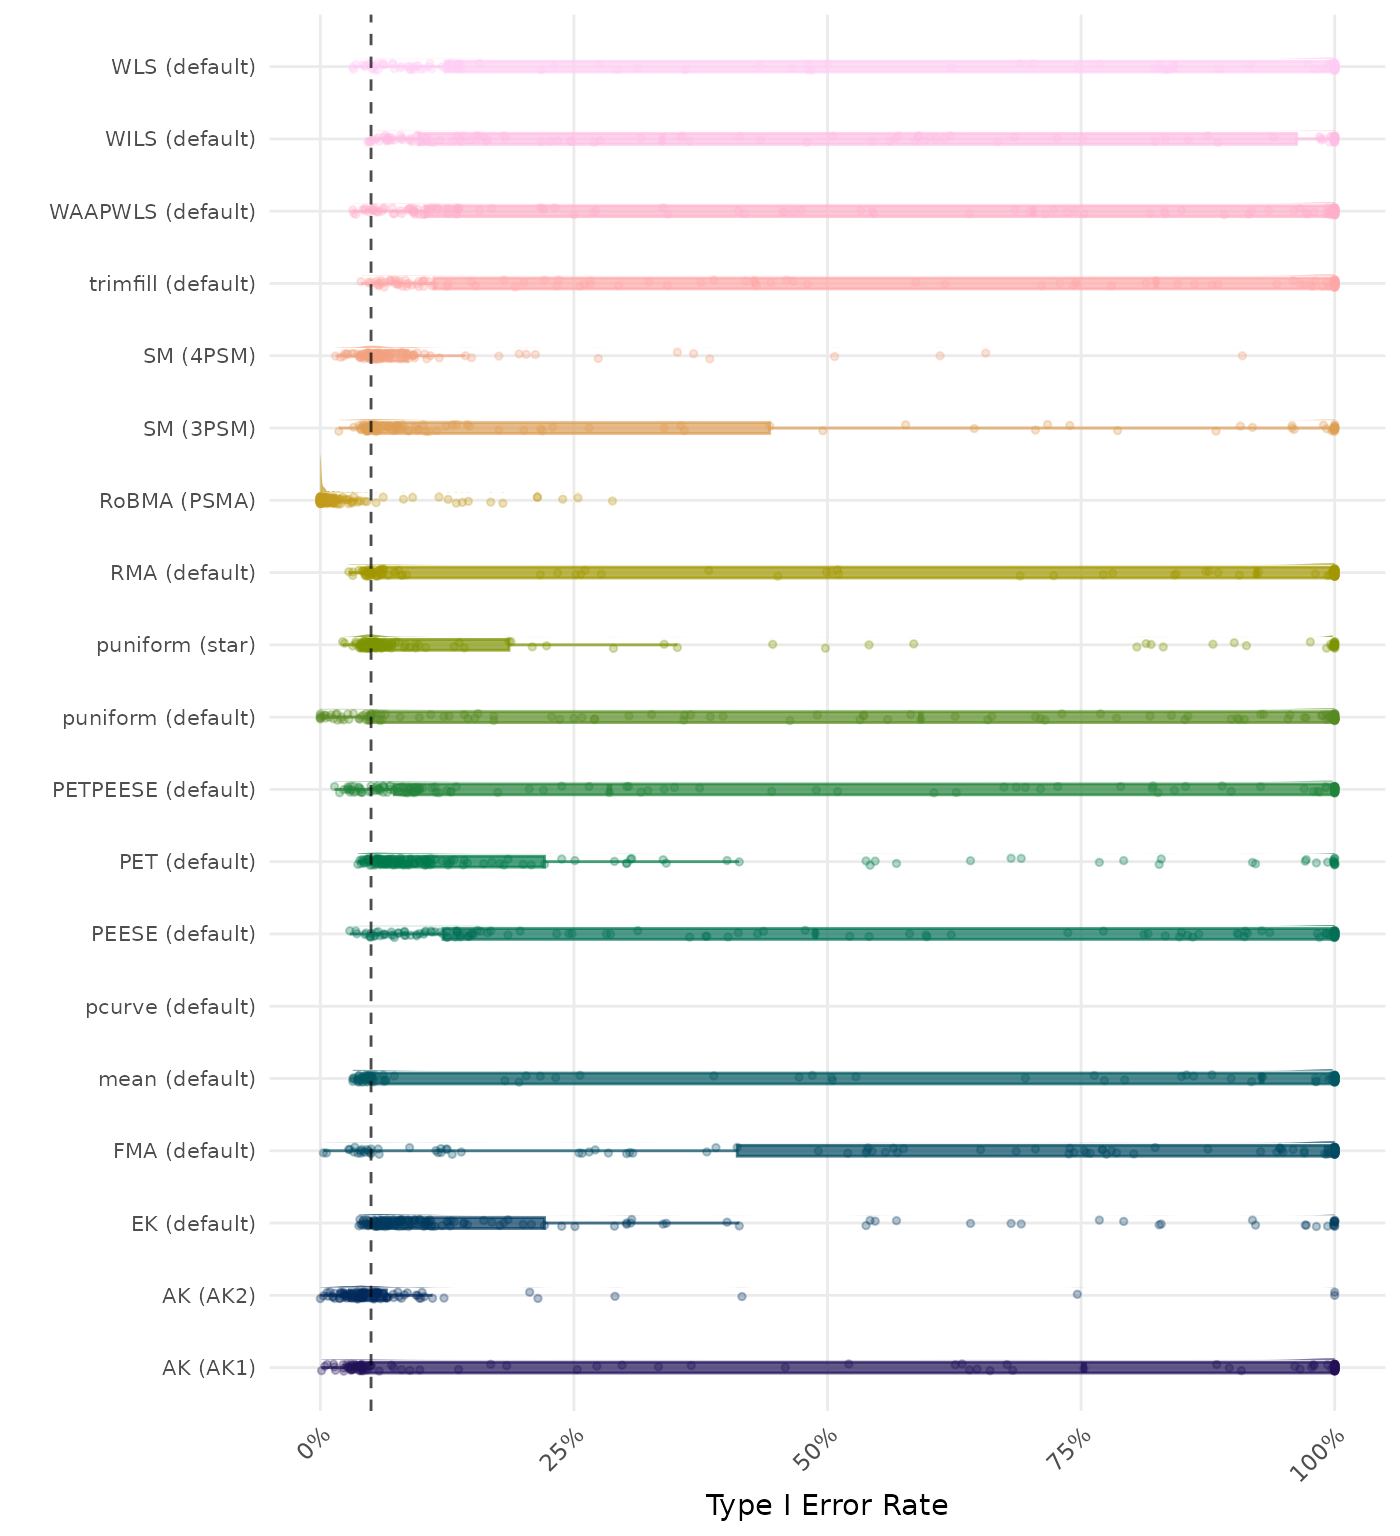 WLS (default)
WILS (default)
WAAPWLS (default)
trimfill (default)
SM (4PSM)
SM (3PSM)
RoBMA (PSMA)
RMA (default)
puniform (star)
puniform (default)
PETPEESE (default)
PET (default)
PEESE (default)
pcurve (default)
mean (default)
FMA (default)
EK (default)
AK (AK2)
AK (AK1)
0%
25%
50%
75%
100%
Type I Error Rate